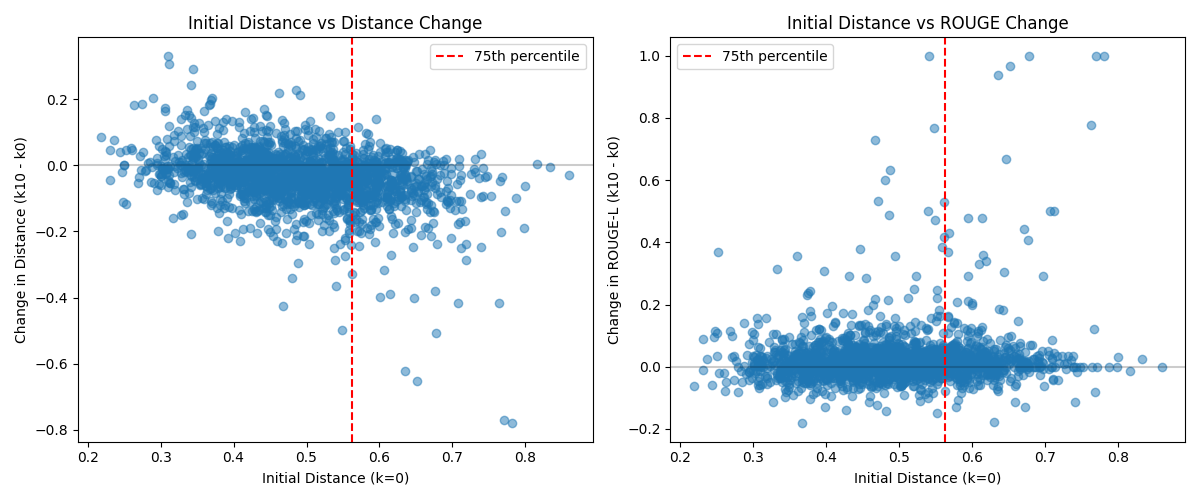 Initial Distance vs Distance Change
Change in Distance (k10 - k0)
0.2
0.0
−0.2
−0.4
−0.6
−0.8
75th percentile
0.2 0.3 0.4 0.5 0.6 0.7 0.8
Initial Distance (k=0)
Initial Distance vs ROUGE Change
Change in ROUGE-L (k10 - k0)
1.0
0.8
0.6
0.4
0.2
0.0
−0.2
75th percentile
0.2 0.3 0.4 0.5 0.6 0.7 0.8
Initial Distance (k=0)